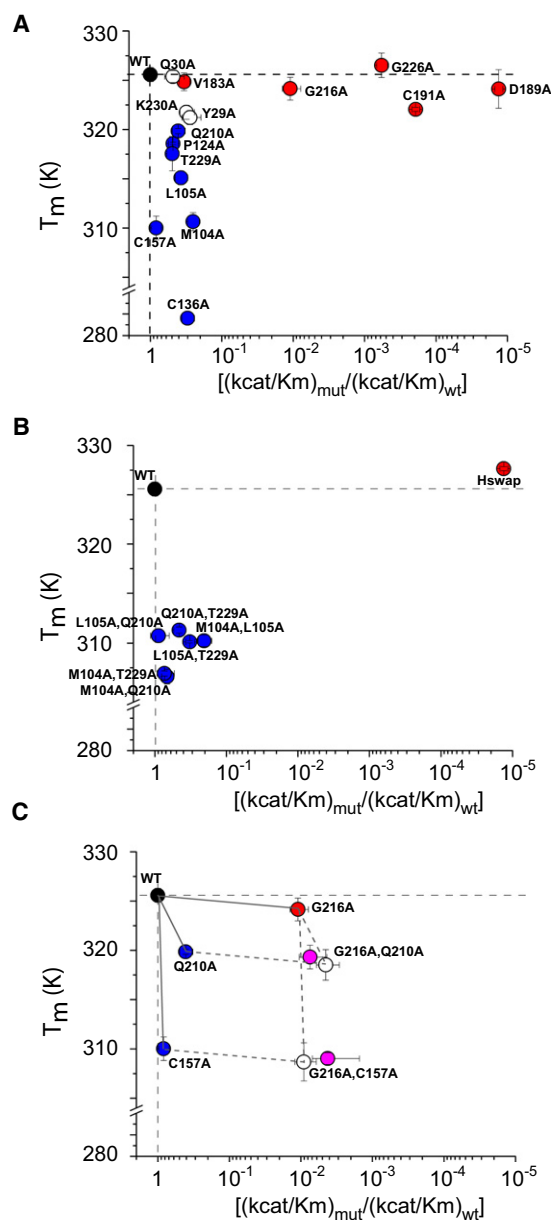 A
330
WT
Q30A
G226A
V183A
G216A
C191A
D189A
K230A
Y29A
320
Q210A
P124A
T229A
L105A
Tm (K)
310
C157A
M104A
C136A
280
1
10-1
10-2
10-3
10-4
10-5
[(kcat/Km)mut/(kcat/Km)wt]
B
330
WT
Hswap
320
Tm (K)
Q210A,T229A
L105A,Q210A
M104A,L105A
310
L105A,T229A
M104A,T229A
M104A,Q210A
280
1
10-1
10-2
10-3
10-4
10-5
[(kcat/Km)mut/(kcat/Km)wt]
C
330
WT
G216A
320
G216A,Q210A
Q210A
Tm (K)
310
C157A
G216A,C157A
280
1
10-1
10-2
10-3
10-4
10-5
[(kcat/Km)mut/(kcat/Km)wt]